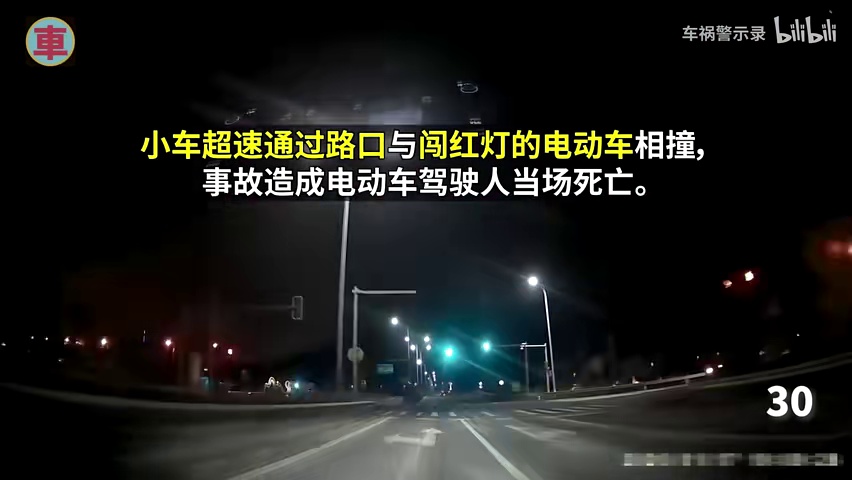 車
车祸警示录 bilibili
小车超速通过路口与闯红灯的电动车相撞,
事故造成电动车驾驶人当场死亡。
30